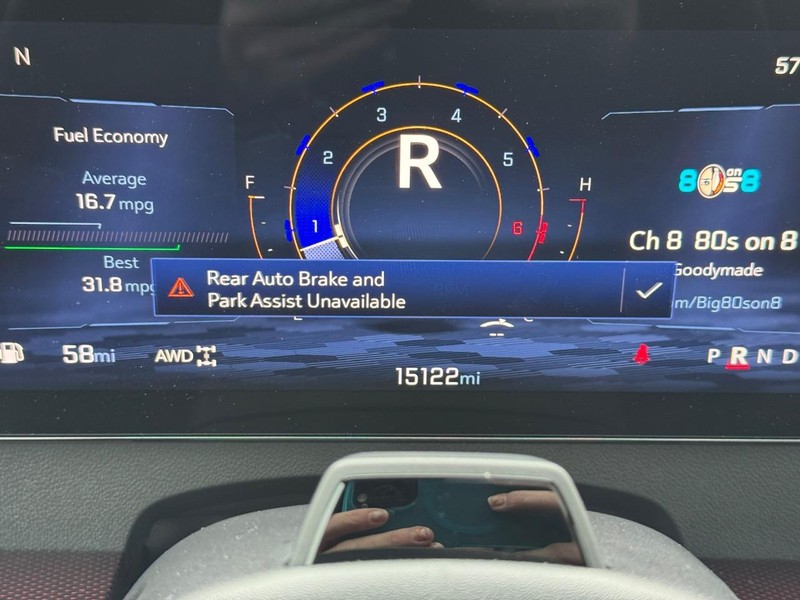 N
57
Fuel Economy
Average
16.7 mpg
Best
31.8 mpg
F
1
2
3
4
5
6
R
H
80s on 8
Ch 8 80s on 8
Goodymade
m/Big80son8
Rear Auto Brake and
Park Assist Unavailable
58mi
AWD
15122mi
P R N D